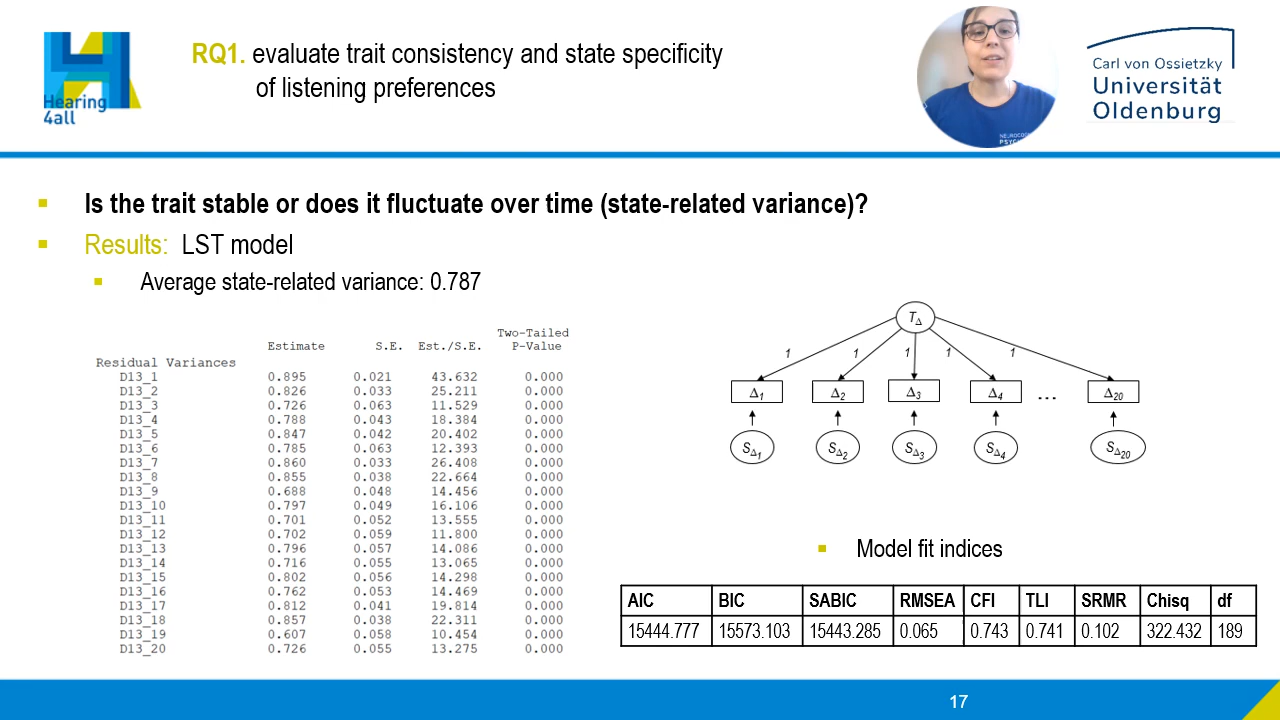 Hearing
4all
RQ1. evaluate trait consistency and state specificity
of listening preferences
NEUROCOG
PSYCH
Carl von Ossietzky
Universität
Oldenburg
Is the trait stable or does it fluctuate over time (state-related variance)?
Results: LST model
Average state-related variance: 0.787
Two-Tailed
Estimate S.E. Est./S.E. P-Value
Residual Variances
D13_1 0.895 0.021 43.632 0.000
D13_2 0.826 0.033 25.211 0.000
D13_3 0.726 0.063 11.529 0.000
D13_4 0.788 0.043 18.384 0.000
D13_5 0.847 0.042 20.402 0.000
D13_6 0.785 0.063 12.393 0.000
D13_7 0.860 0.033 26.408 0.000
D13_8 0.855 0.038 22.664 0.000
D13_9 0.688 0.048 14.456 0.000
D13_10 0.797 0.049 16.106 0.000
D13_11 0.701 0.052 13.555 0.000
D13_12 0.702 0.059 11.800 0.000
D13_13 0.796 0.057 14.086 0.000
D13_14 0.716 0.055 13.065 0.000
D13_15 0.802 0.056 14.298 0.000
D13_16 0.762 0.053 14.469 0.000
D13_17 0.812 0.041 19.814 0.000
D13_18 0.857 0.038 22.311 0.000
D13_19 0.607 0.058 10.454 0.000
D13_20 0.726 0.055 13.275 0.000
TΔ
1 1 1 1 1
Δ1 Δ2 Δ3 Δ4 ... Δ20
SΔ1 SΔ2 SΔ3 SΔ4 SΔ20
Model fit indices
AIC BIC SABIC RMSEA CFI TLI SRMR Chisq df
15444.777 15573.103 15443.285 0.065 0.743 0.741 0.102 322.432 189
17